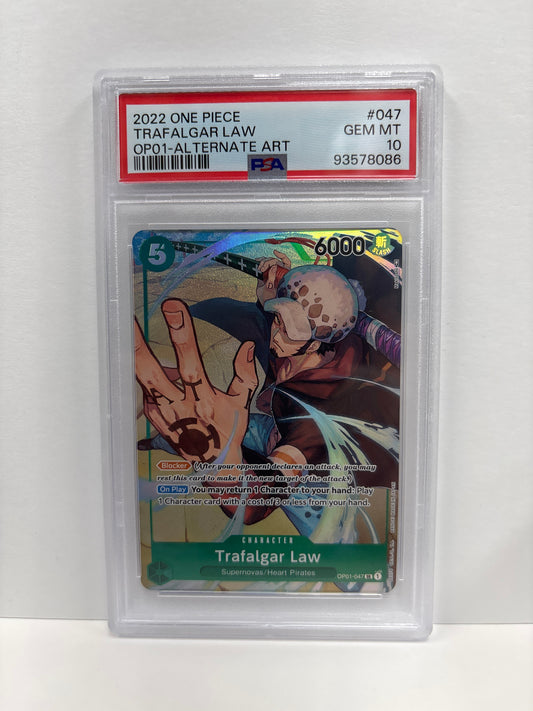 2022 ONE PIECE #047
TRAFALGAR LAW GEM MT
OP01-ALTERNATE ART 10
PSA 93578086
5 6000 斬
SLASH
Blocker (After your opponent declares an attack, you may
rest this card to make it the new target of the attack.)
On Play You may return 1 Character to your hand: Play
1 Character card with a cost of 3 or less from your hand.
CHARACTER
Trafalgar Law
Supernovas/Heart Pirates
OP01-047 1